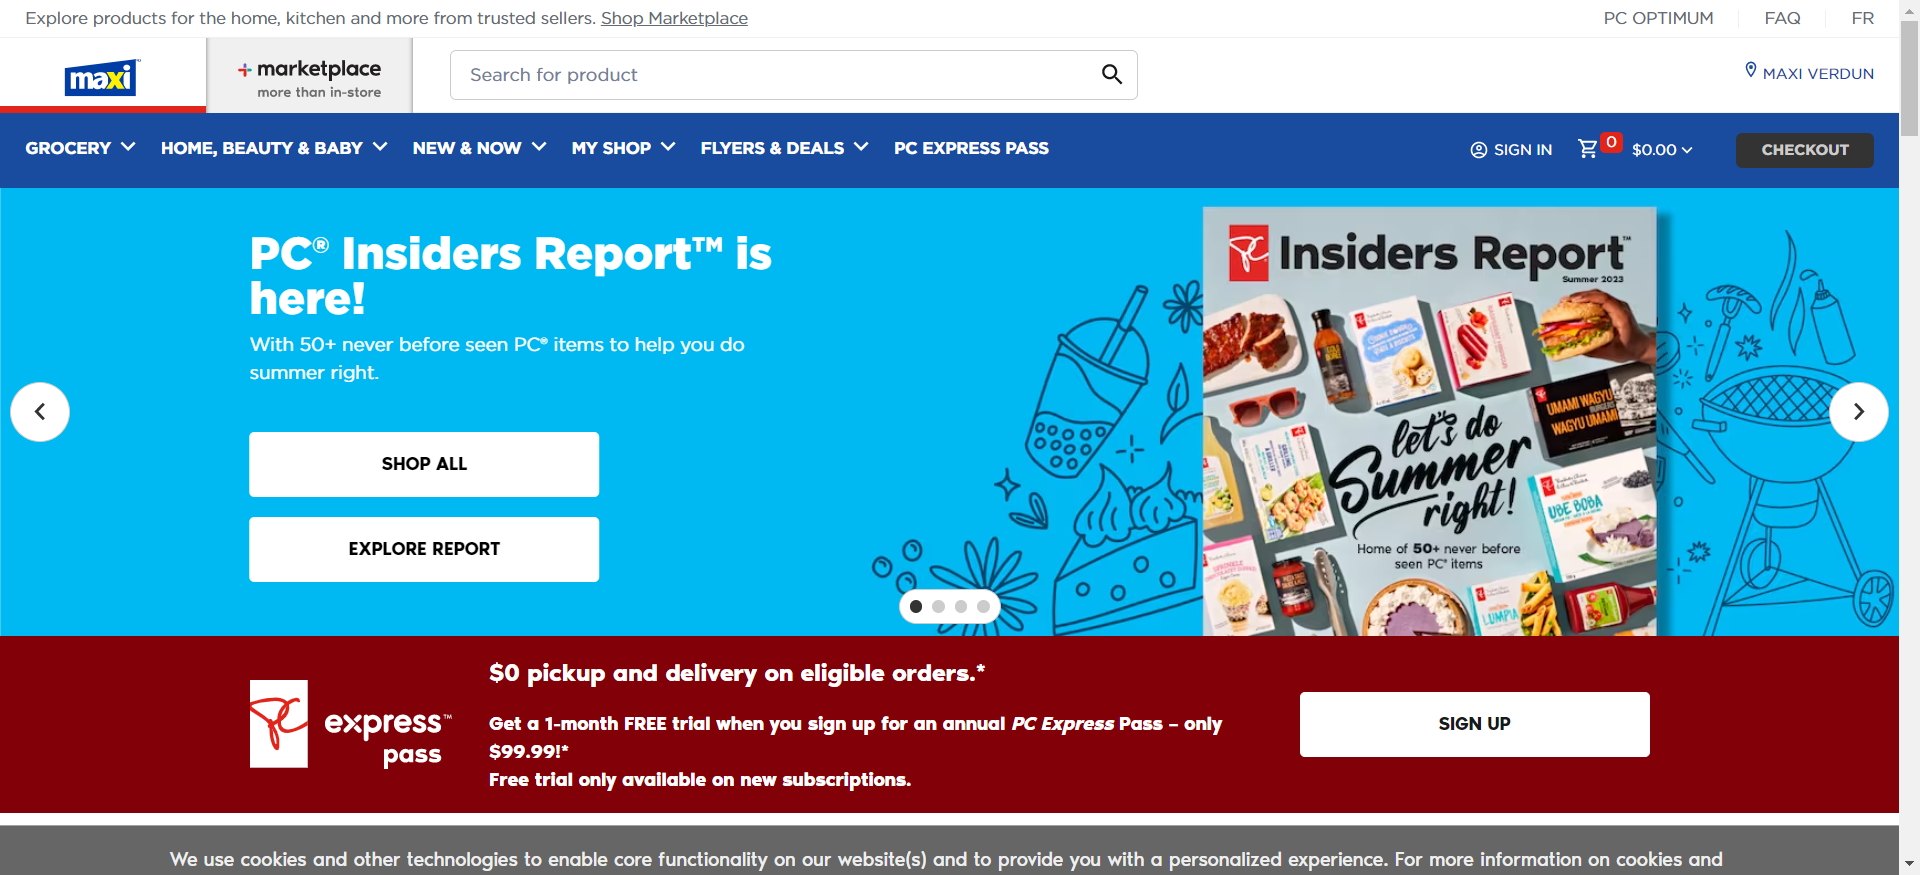 Explore products for the home, kitchen and more from trusted sellers. Shop Marketplace
PC OPTIMUM
FAQ
FR
maxi
marketplace
more than in-store
Search for product
MAXI VERDUN
GROCERY
HOME, BEAUTY & BABY
NEW & NOW
MY SHOP
FLYERS & DEALS
PC EXPRESS PASS
SIGN IN
0
$0.00
CHECKOUT
PC® Insiders Report™ is
here!
With 50+ never before seen PC® items to help you do
summer right.
SHOP ALL
EXPLORE REPORT
PC Insiders Report™
Summer 2023
UMAMI WAGYU
BURGERS
WAGYU UMAMI
let's do
Summer
right!
UBE BOBA
Home of 50+ never before
seen PC® items
LUMPIA
PC express™
pass
$0 pickup and delivery on eligible orders.*
Get a 1-month FREE trial when you sign up for an annual PC Express Pass – only
$99.99!*
Free trial only available on new subscriptions.
SIGN UP
We use cookies and other technologies to enable core functionality on our website(s) and to provide you with a personalized experience. For more information on cookies and